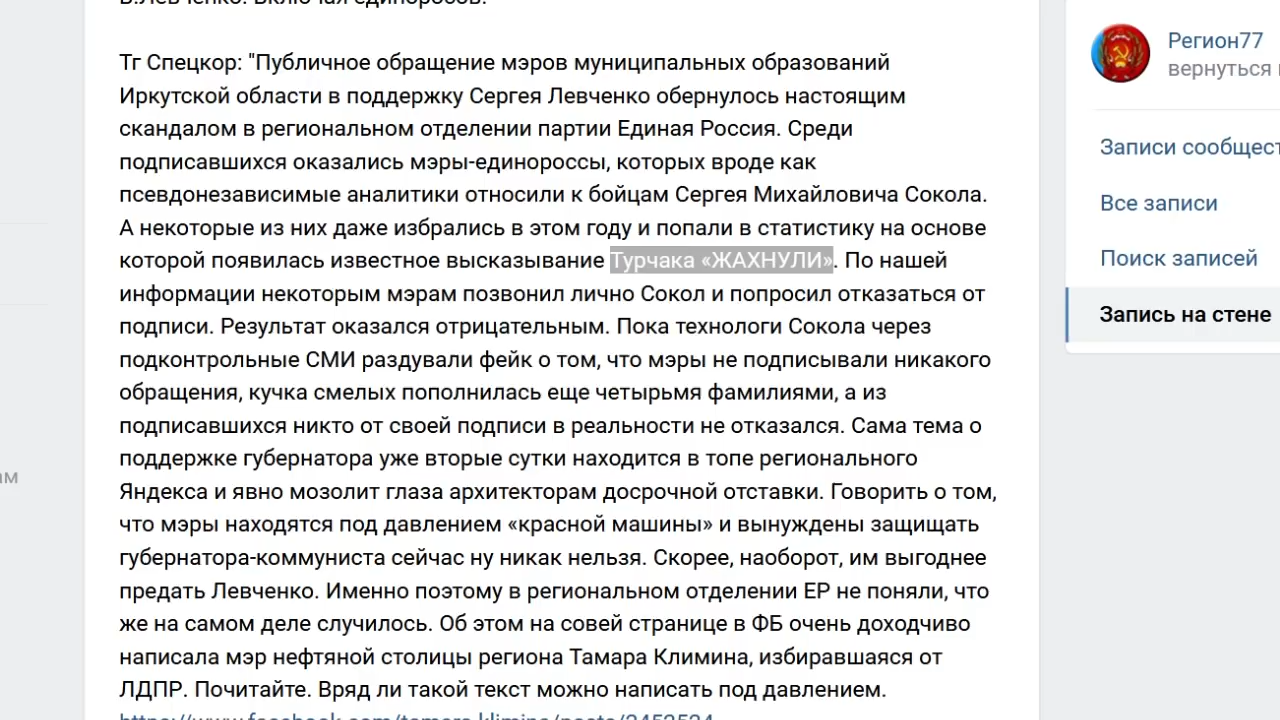 В.Левченко. Включая единоросов.
Тг Спецкор: "Публичное обращение мэров муниципальных образований
Иркутской области в поддержку Сергея Левченко обернулось настоящим
скандалом в региональном отделении партии Единая Россия. Среди
подписавшихся оказались мэры-единороссы, которых вроде как
псевдонезависимые аналитики относили к бойцам Сергея Михайловича Сокола.
А некоторые из них даже избрались в этом году и попали в статистику на основе
которой появилась известное высказывание Турчака «ЖАХНУЛИ». По нашей
информации некоторым мэрам позвонил лично Сокол и попросил отказаться от
подписи. Результат оказался отрицательным. Пока технологи Сокола через
подконтрольные СМИ раздували фейк о том, что мэры не подписывали никакого
обращения, кучка смелых пополнилась еще четырьмя фамилиями, а из
подписавшихся никто от своей подписи в реальности не отказался. Сама тема о
поддержке губернатора уже вторые сутки находится в топе регионального
Яндекса и явно мозолит глаза архитекторам досрочной отставки. Говорить о том,
что мэры находятся под давлением «красной машины» и вынуждены защищать
губернатора-коммуниста сейчас ну никак нельзя. Скорее, наоборот, им выгоднее
предать Левченко. Именно поэтому в региональном отделении ЕР не поняли, что
же на самом деле случилось. Об этом на совей странице в ФБ очень доходчиво
написала мэр нефтяной столицы региона Тамара Климина, избиравшаяся от
ЛДПР. Почитайте. Вряд ли такой текст можно написать под давлением.
Регион77
вернуться
Записи сообщест
Все записи
Поиск записей
Запись на стене
ам